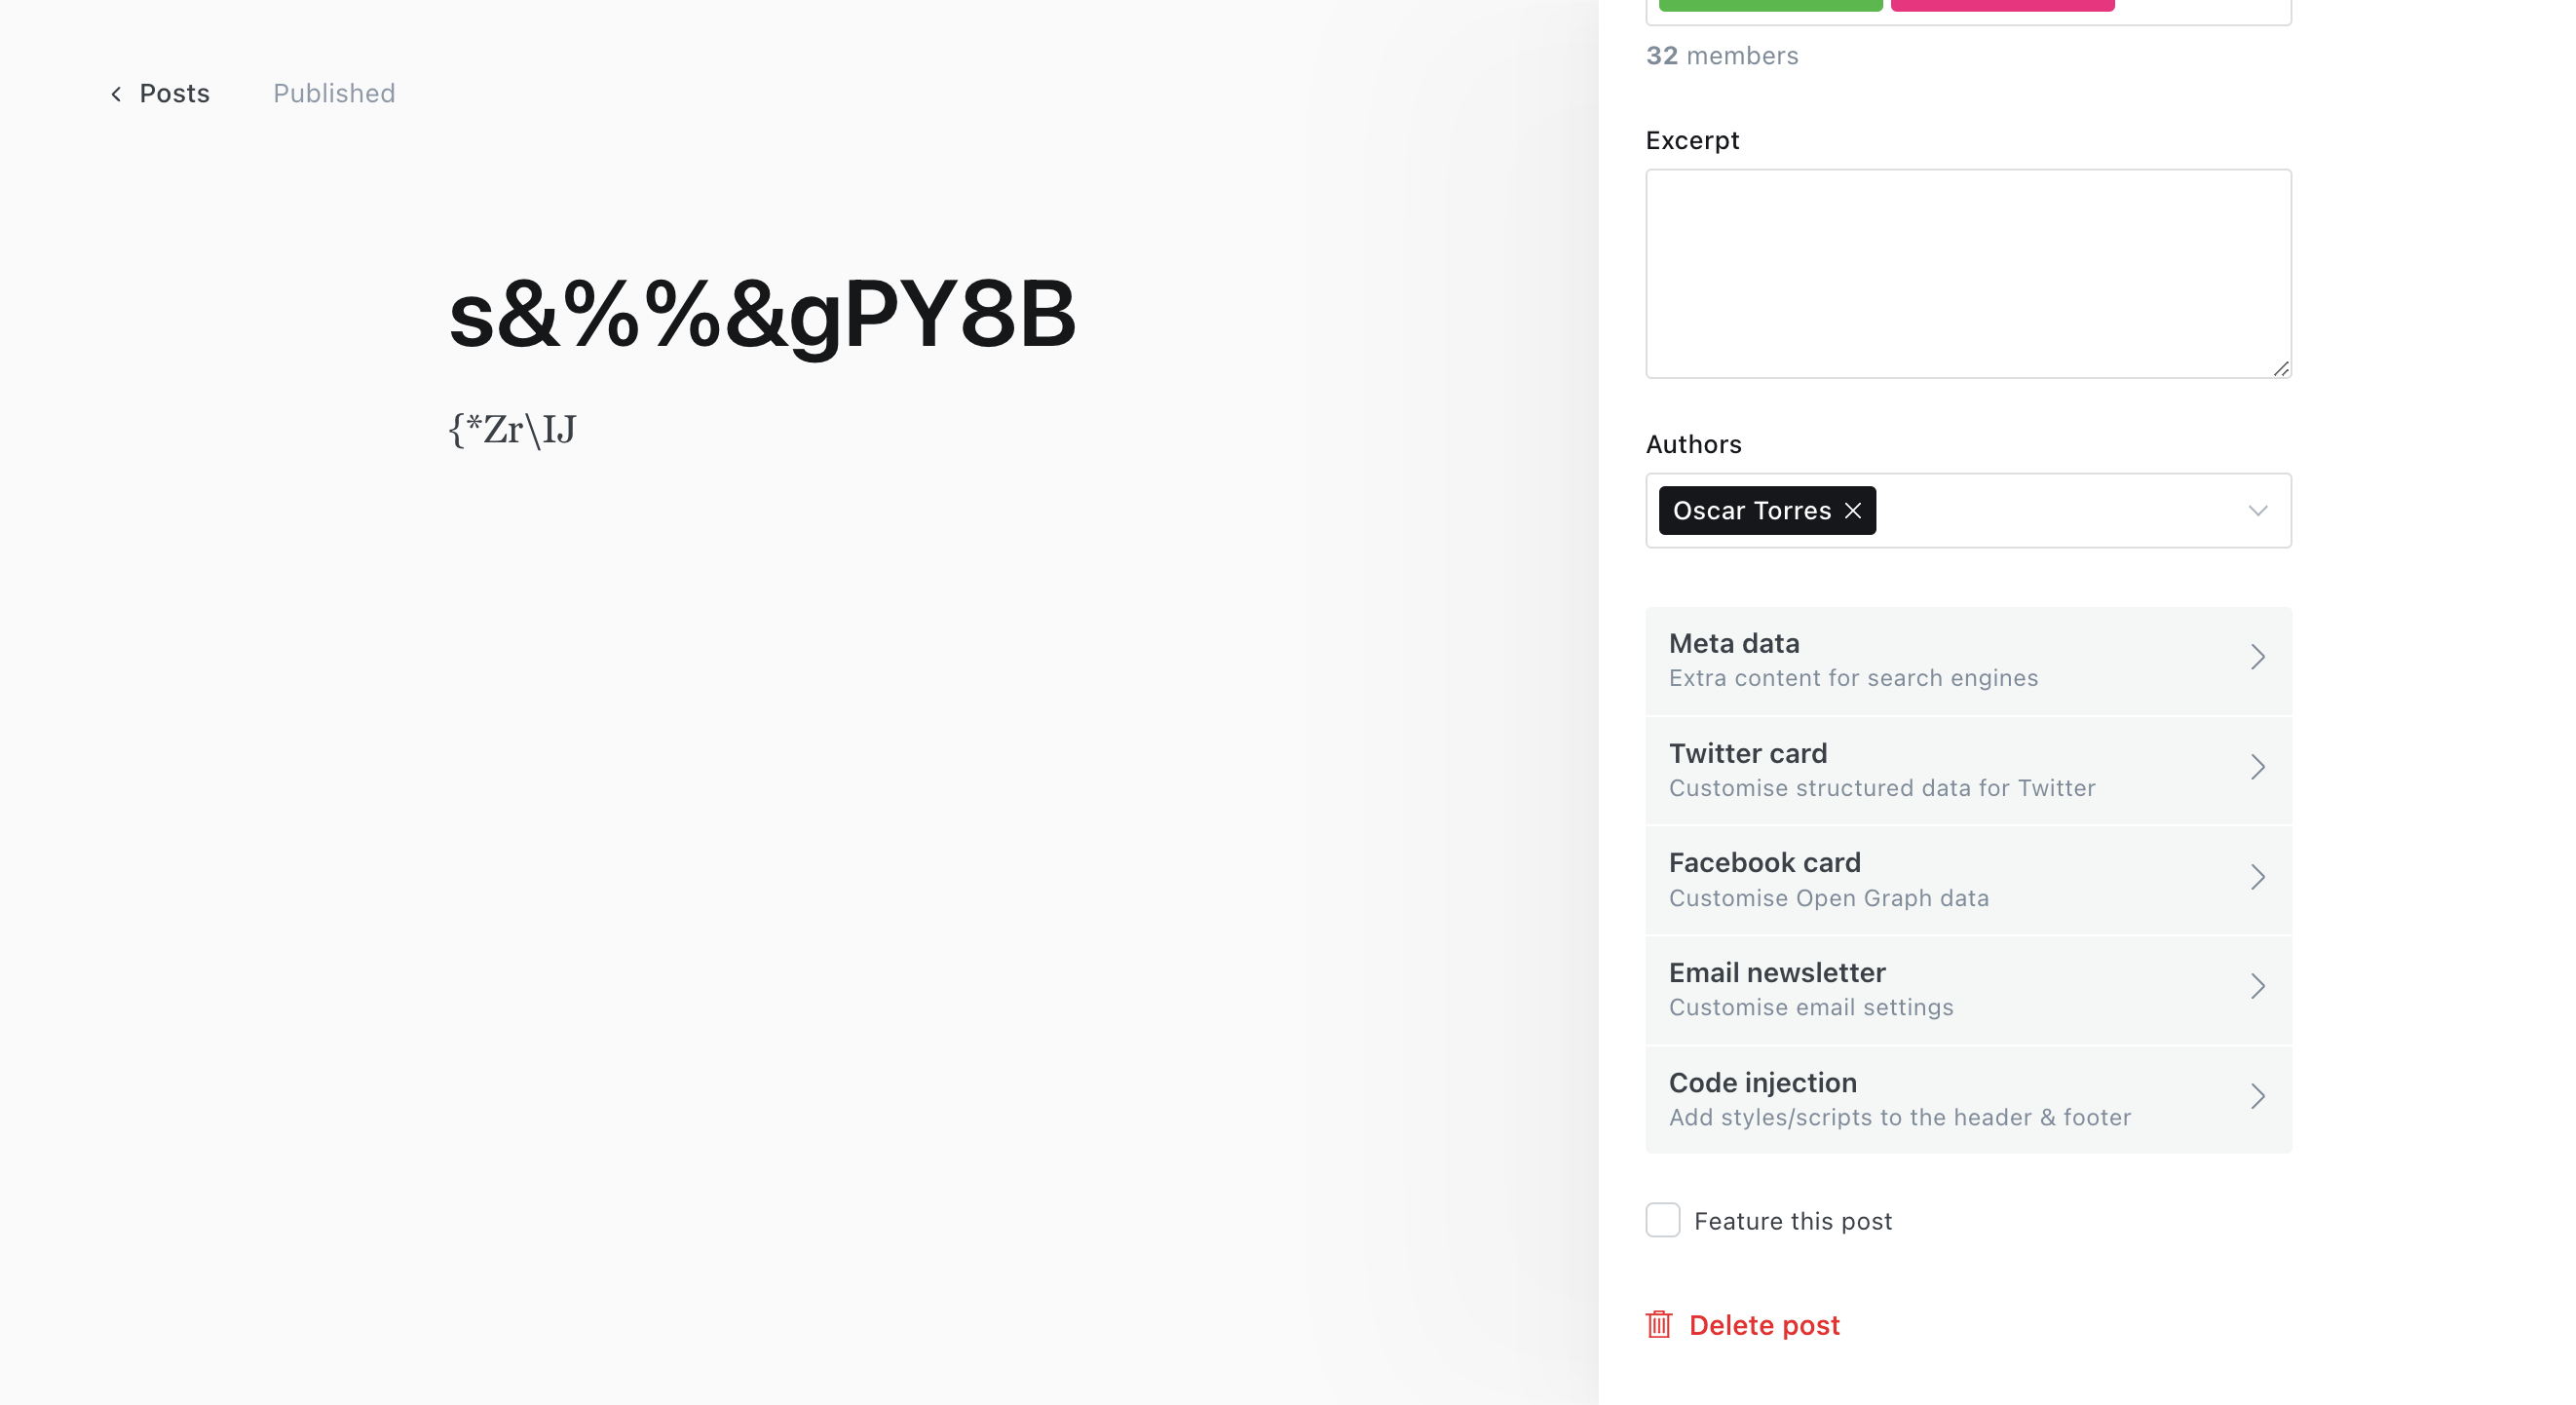 Posts
Published
s&%%&gPY8B
{*Zr\IJ
32 members
Excerpt
Authors
Oscar Torres
Meta data
Extra content for search engines
Twitter card
Customise structured data for Twitter
Facebook card
Customise Open Graph data
Email newsletter
Customise email settings
Code injection
Add styles/scripts to the header & footer
Feature this post
Delete post